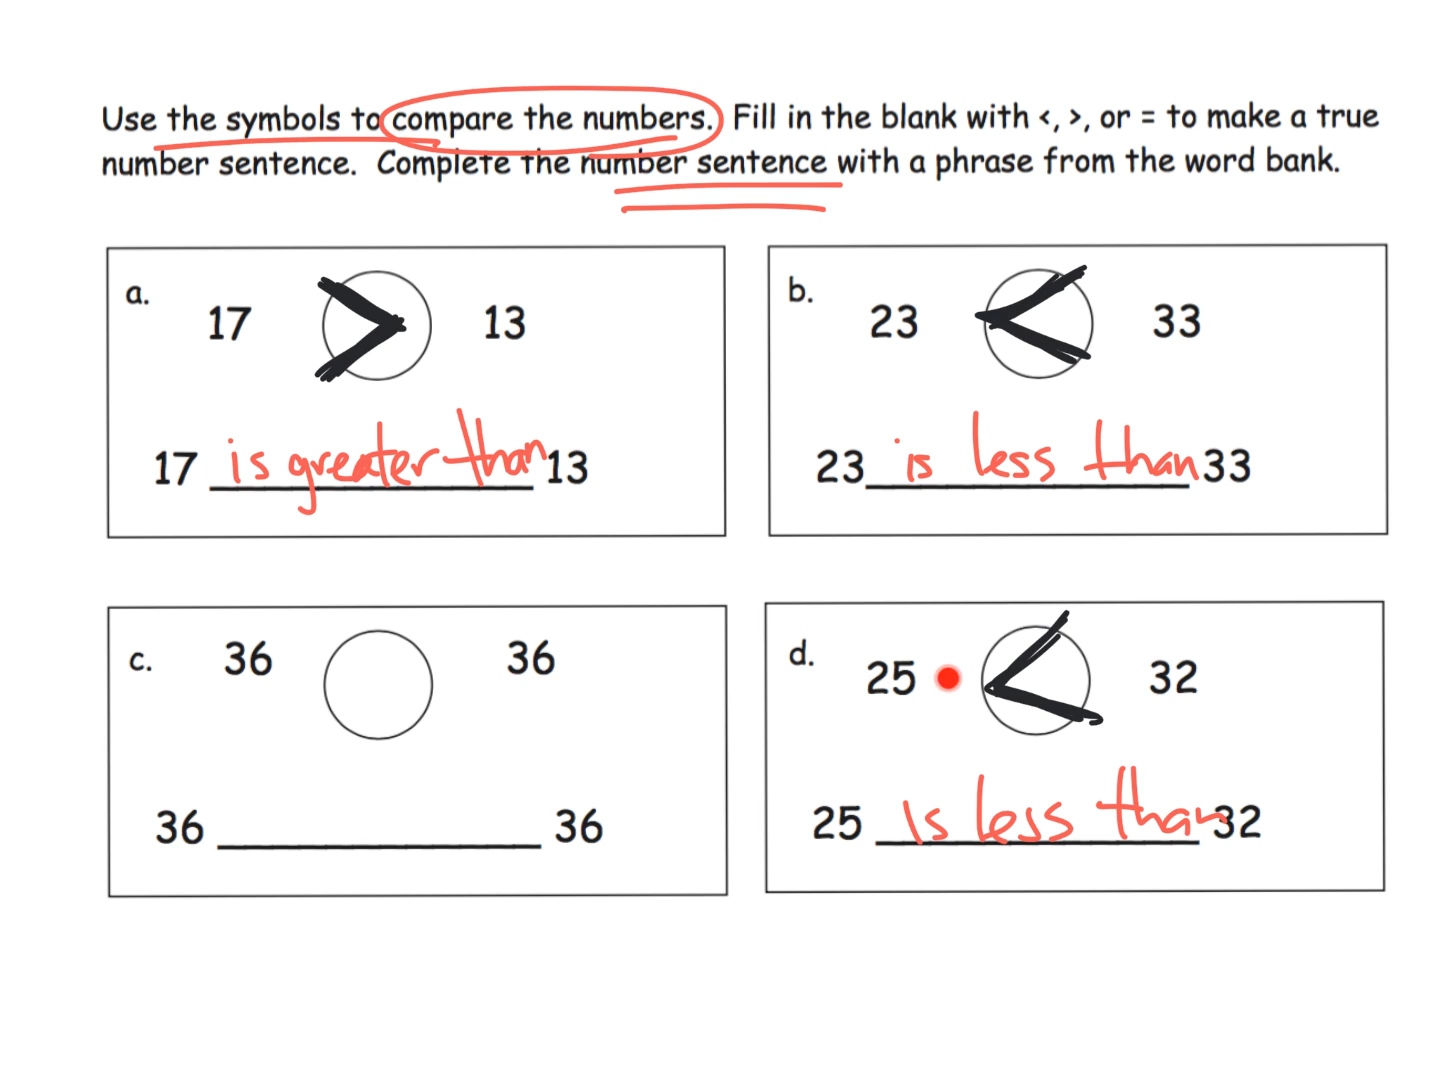 Use the symbols to compare the numbers. Fill in the blank with <, >, or = to make a true
number sentence. Complete the number sentence with a phrase from the word bank.
a. 17 > 13
17 is greater than 13
b. 23 < 33
23 is less than 33
c. 36 36
36 ____________ 36
d. 25 < 32
25 is less than 32